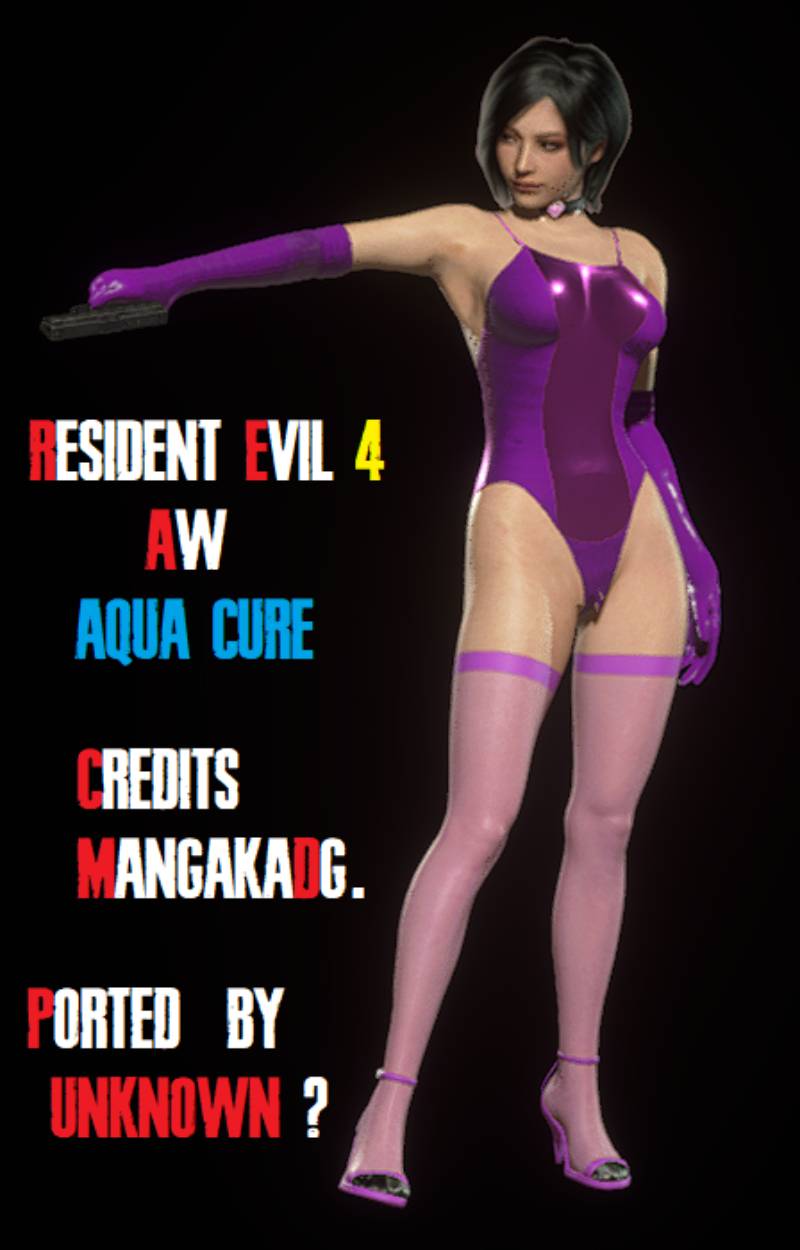 RESIDENT EVIL 4
AW
AQUA CURE
CREDITS
MANGAKADG.
PORTED BY
UNKNOWN ?